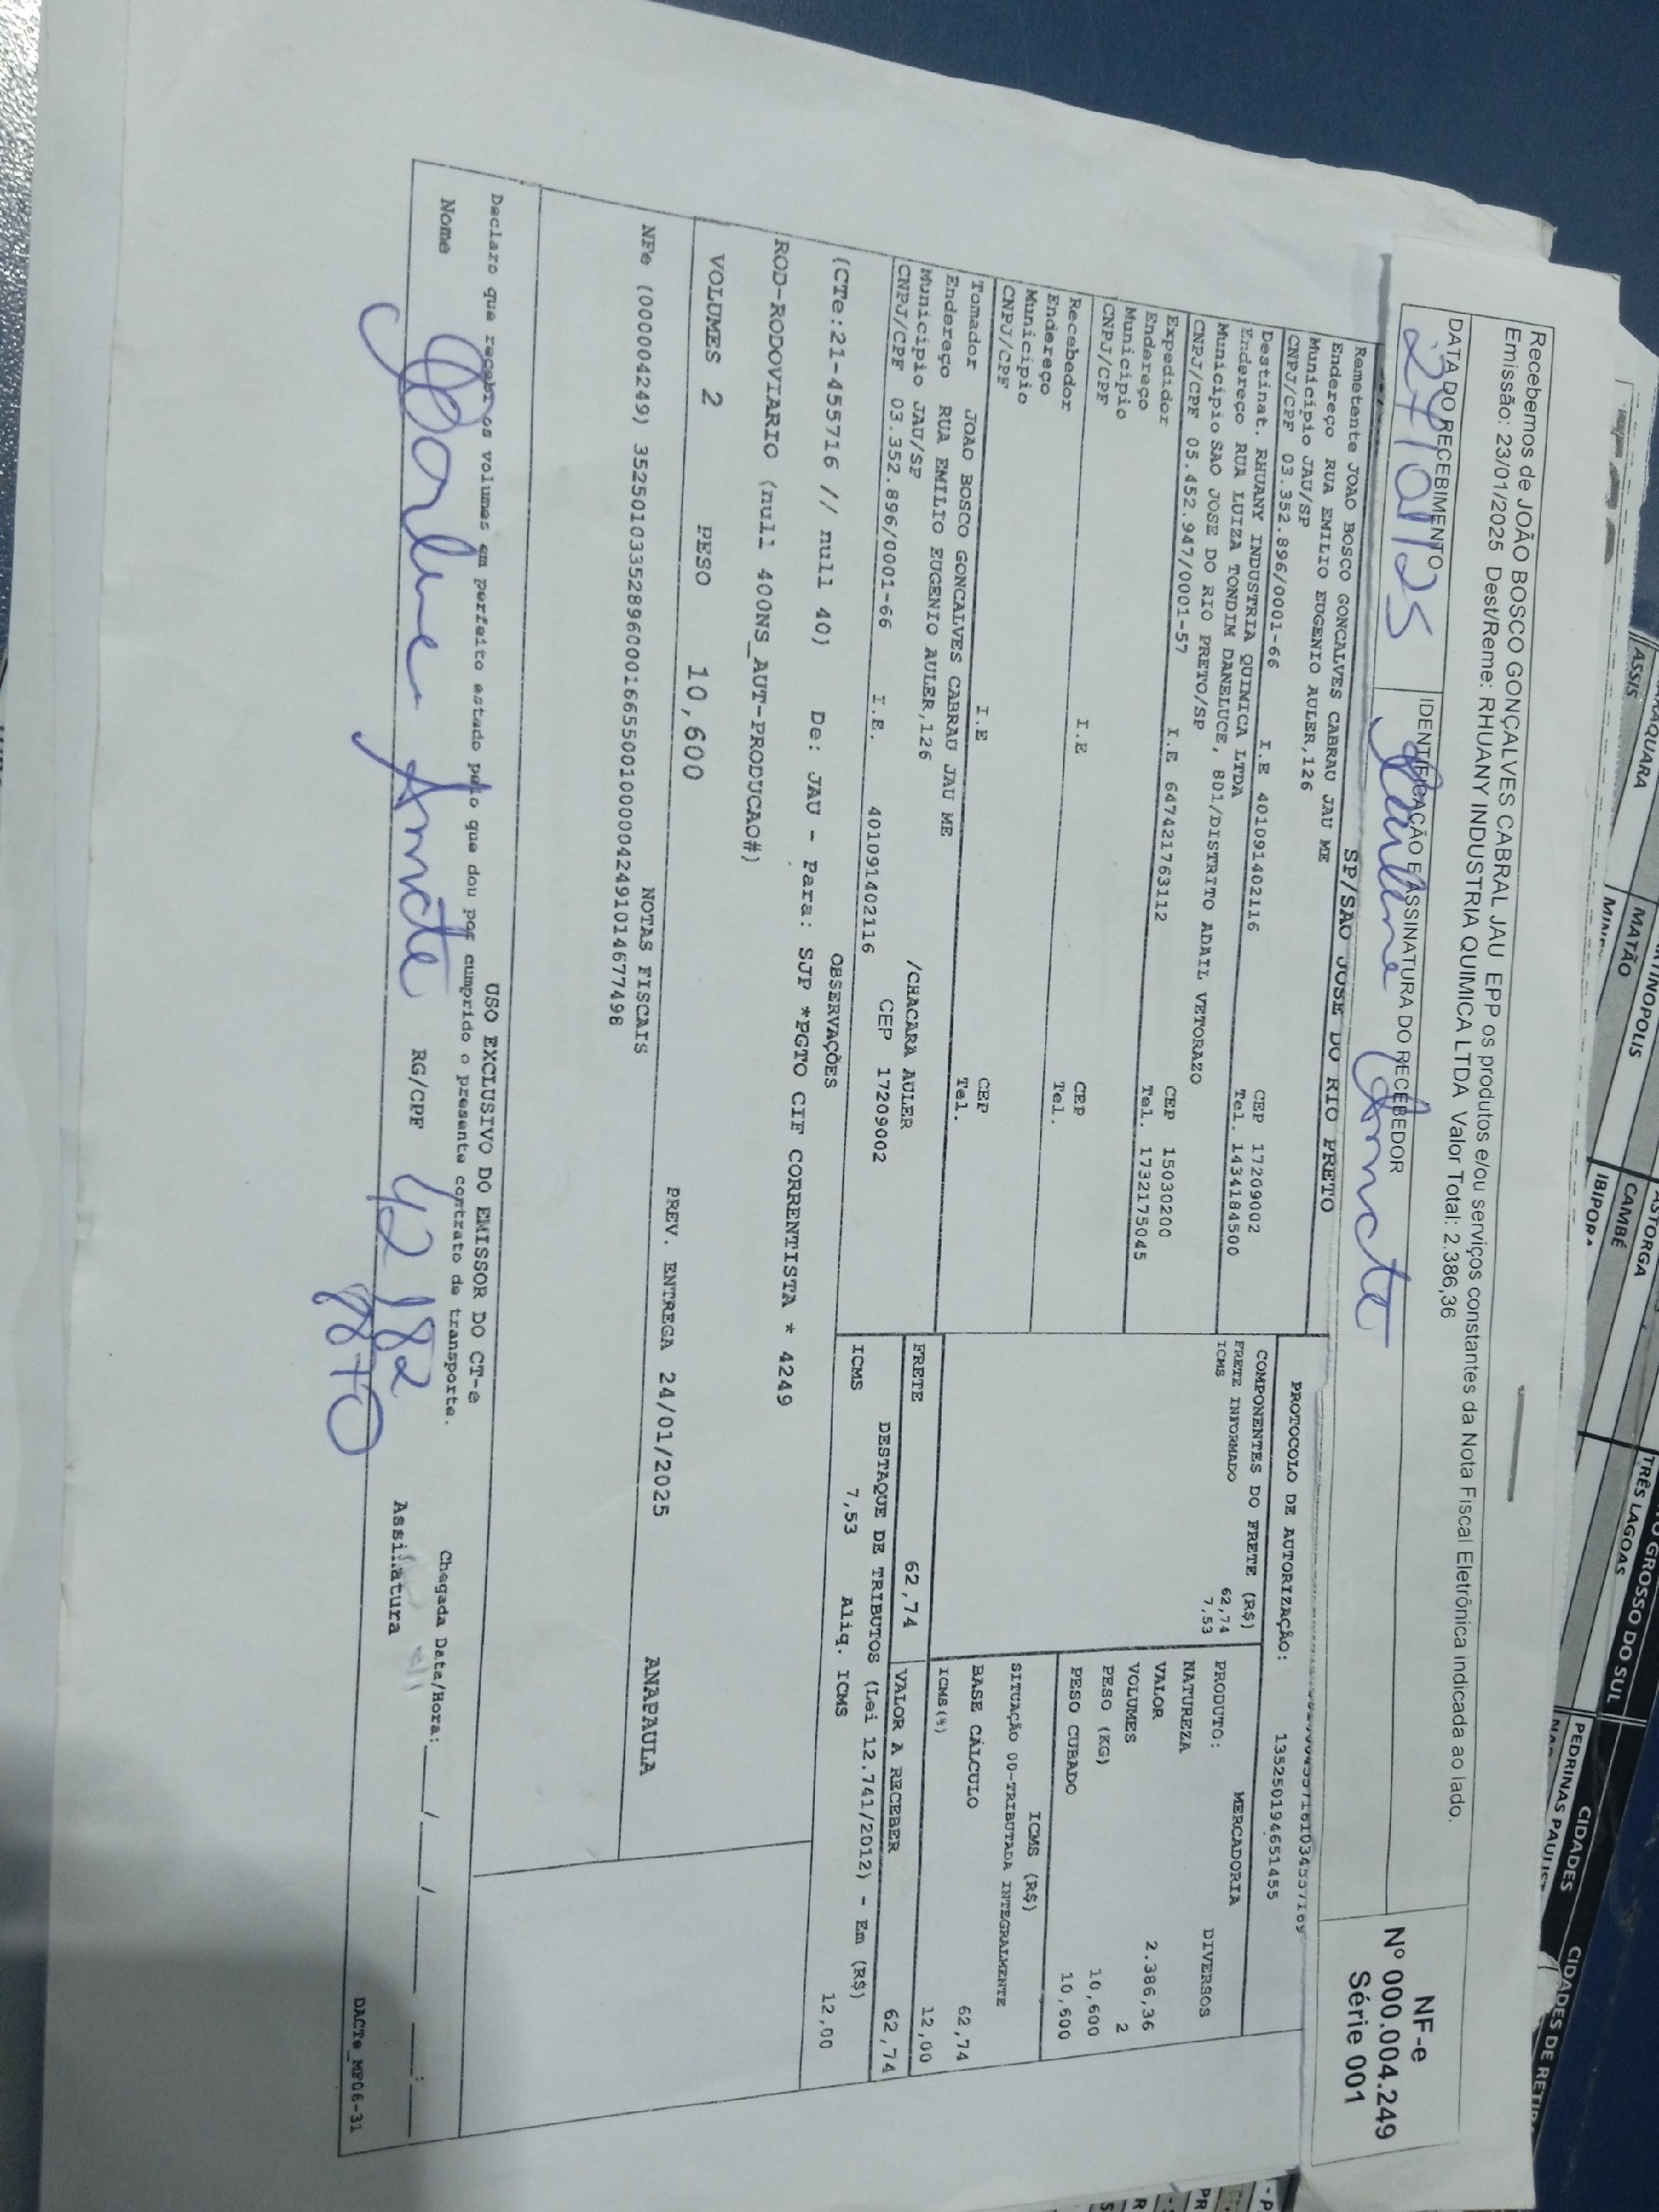 Recebemos de JOÃO BOSCO GONÇALVES CABRAL JAU EPP os produtos e/ou serviços constantes da Nota Fiscal Eletrônica indicada ao lado.
Emissão: 23/01/2025 Dest/Reme: RHUANY INDUSTRIA QUIMICA LTDA Valor Total: 2.386,36
DATA DO RECEBIMENTO
IDENTIFICAÇÃO E ASSINATURA DO RECEBEDOR
NF-e
Nº 000.004.249
Série 001
SP/SAO JOSE DO RIO PRETO
PROTOCOLO DE AUTORIZAÇÃO: 135250194651455
Remetente JOAO BOSCO GONCALVES CABRAU JAU ME
Endereço RUA EMILIO EUGENIO AULER,126
Municipio JAU/SP CEP 17209002
CNPJ/CPF 03.352.896/0001-66 I.E 401091402116 Tel. 1434184500
Destinat. RHUANY INDUSTRIA QUIMICA LTDA
Endereço RUA LUIZA TONDIM DANELUCE, 801/DISTRITO ADAIL VETORAZO
Municipio SAO JOSE DO RIO PRETO/SP CEP 15030200
CNPJ/CPF 05.452.947/0001-57 I.E 647421763112 Tel. 1732175045
Expedidor
Endereço
Municipio CEP
CNPJ/CPF I.E Tel.
Recebedor
Endereço
Municipio CEP
CNPJ/CPF I.E Tel.
Tomador JOAO BOSCO GONCALVES CABRAU JAU ME
Endereço RUA EMILIO EUGENIO AULER,126 /CHACARA AULER
Municipio JAU/SP CEP 17209002
CNPJ/CPF 03.352.896/0001-66 I.E. 401091402116
COMPONENTES DO FRETE (R$)
FRETE INFORMADO 62,74
ICMS 7,53
MERCADORIA
PRODUTO: DIVERSOS
NATUREZA
VALOR 2.386,36
VOLUMES 2
PESO (KG) 10,600
PESO CUBADO 10,600
ICMS (R$)
SITUAÇÃO 00-TRIBUTADA INTEGRALMENTE
BASE CÁLCULO 62,74
ICMS(%) 12,00
FRETE 62,74 VALOR A RECEBER 62,74
DESTAQUE DE TRIBUTOS (Lei 12.741/2012) - Em (R$)
ICMS 7,53 Aliq. ICMS 12,00
OBSERVAÇÕES
(CTe:21-455716 // null 40) De: JAU - Para: SJP *PGTO CIF CORRENTISTA * 4249
ROD-RODOVIARIO (null 400NS_AUT-PRODUCAO#)
VOLUMES 2 PESO 10,600 PREV. ENTREGA 24/01/2025 ANAPAULA
NOTAS FISCAIS
NFe (000004249) 35250103352896000166550010000042491014677498
USO EXCLUSIVO DO EMISSOR DO CT-e
Declaro que recebi os volumes em perfeito estado pelo que dou por cumprido o presente contrato de transporte.
Nome RG/CPF 42 182 8870
Chegada Data/Hora: ___/___/_____ ___:___
Assinatura
DACTe_MF06-31
ASSIS
MATÃO
CAMBÉ
IBIPORA
TRÊS LAGOAS
GROSSO DO SUL
CIDADES